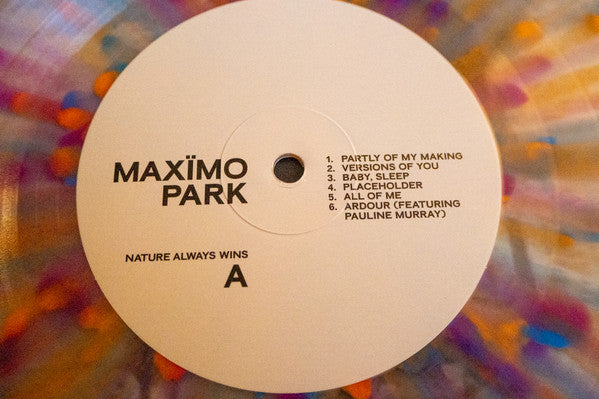 MAXÏMO
PARK
NATURE ALWAYS WINS
A
1. PARTLY OF MY MAKING
2. VERSIONS OF YOU
3. BABY, SLEEP
4. PLACEHOLDER
5. ALL OF ME
6. ARDOUR (FEATURING
PAULINE MURRAY)